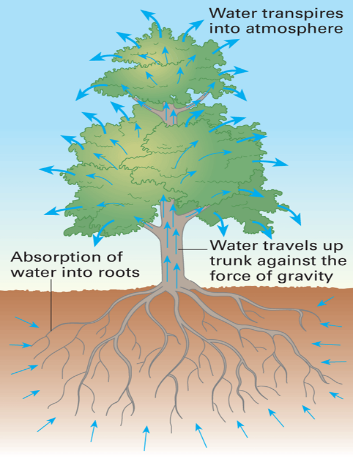 Water transpires
into atmosphere
Absorption of
water into roots
Water travels up
trunk against the
force of gravity